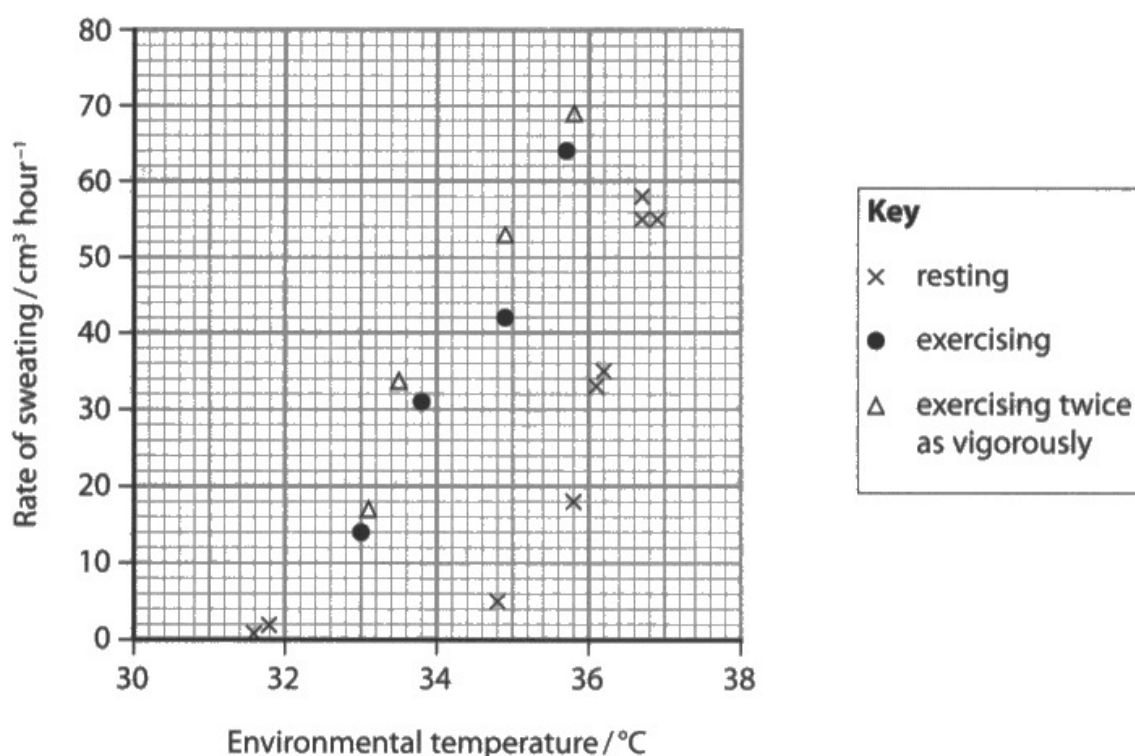 80
70
60
50
40
30
20
10
0
30
32
34
36
38
Rate of sweating / cm³ hour⁻¹
Environmental temperature / °C
Key
resting
exercising
exercising twice
as vigorously